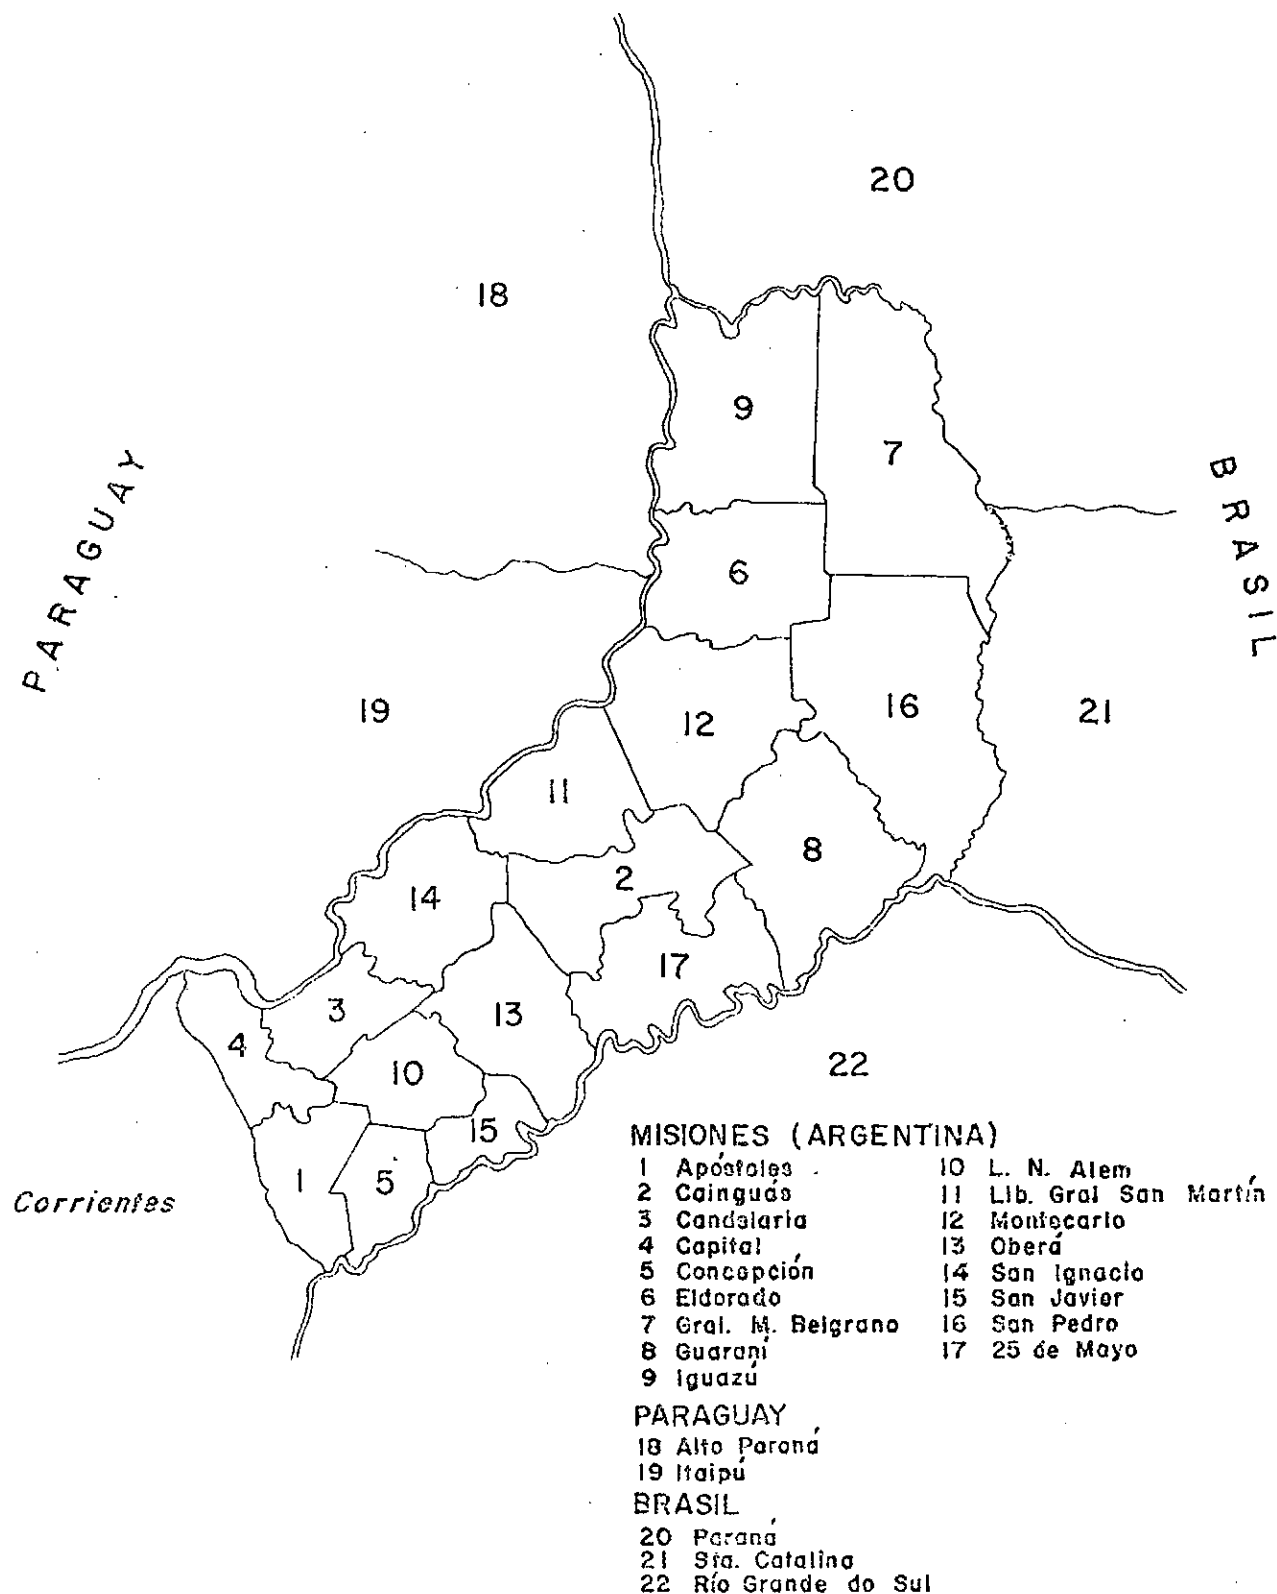 20
18
9
7
PARAGUAY
BRASIL
6
19
12
16
21
11
8
2
14
17
3
13
4
10
22
15
1
5
Corrientes
MISIONES (ARGENTINA)
1 Apóstoles
2 Cainguás
3 Candelaria
4 Capital
5 Concepción
6 Eldorado
7 Gral. M. Belgrano
8 Guaraní
9 Iguazú
10 L. N. Alem
11 Lib. Gral San Martín
12 Montecarlo
13 Oberá
14 San Ignacio
15 San Javier
16 San Pedro
17 25 de Mayo
PARAGUAY
18 Alto Paraná
19 Itaipú
BRASIL
20 Paraná
21 Sta. Catalina
22 Río Grande do Sul